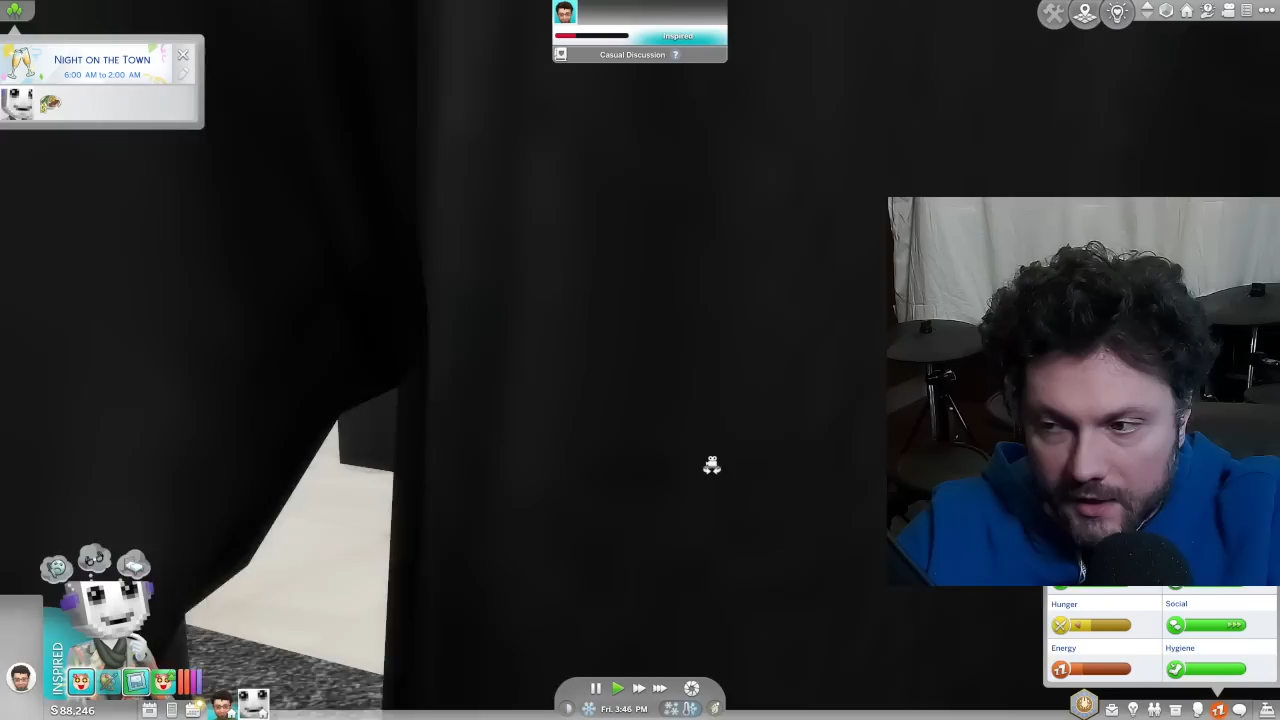 Inspired
Casual Discussion ?
Night on the Town
6:00 AM to 2:00 AM
Hunger
Social
Energy
Hygiene
INSPIRED
$88,246
Fri. 3:46 PM